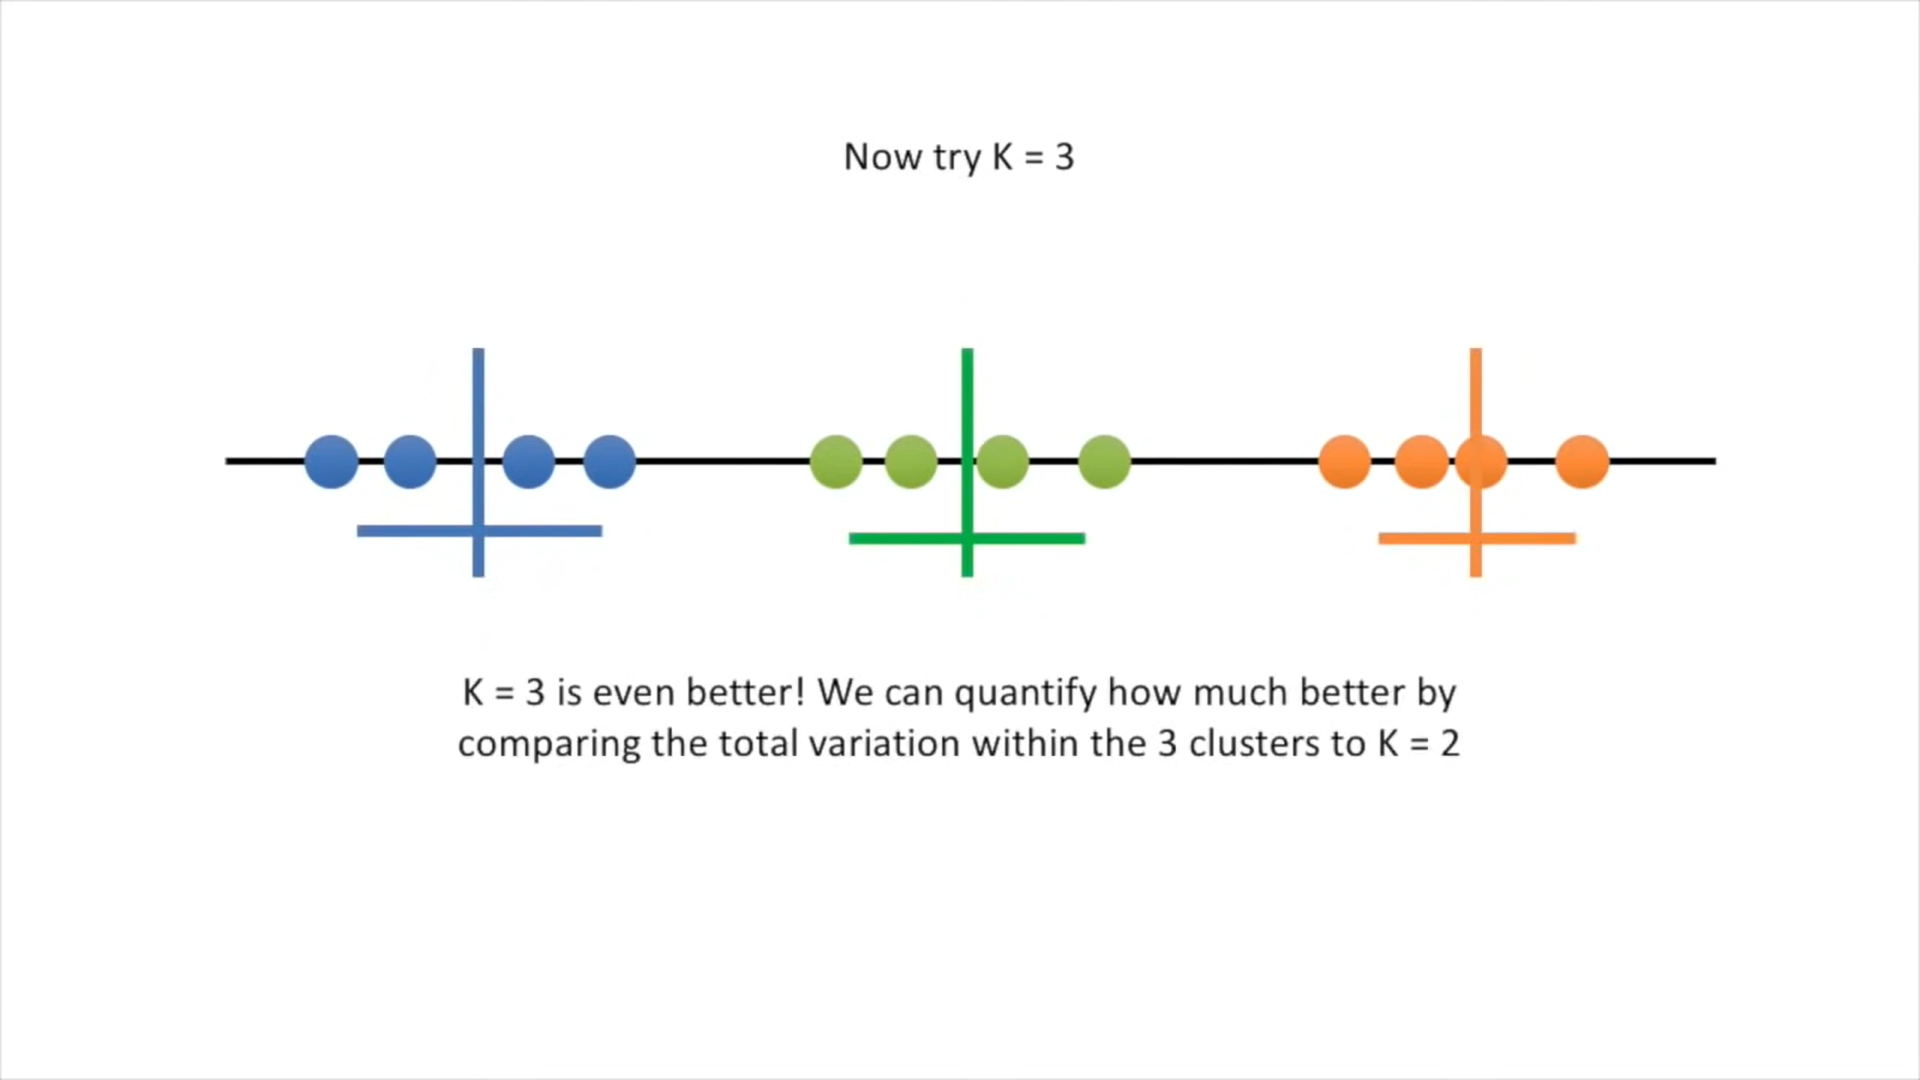 Now try K = 3
K = 3 is even better! We can quantify how much better by
comparing the total variation within the 3 clusters to K = 2